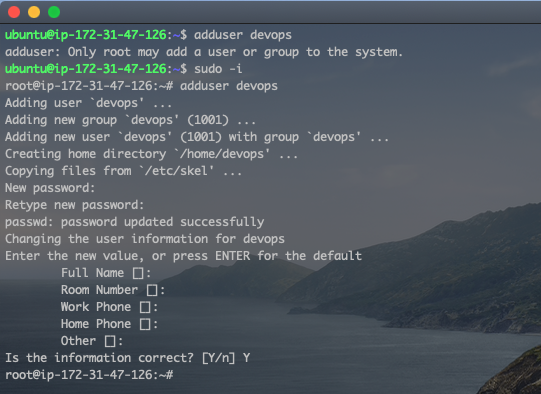 ubuntu@ip-172-31-47-126:~$ adduser devops
adduser: Only root may add a user or group to the system.
ubuntu@ip-172-31-47-126:~$ sudo -i
root@ip-172-31-47-126:~# adduser devops
Adding user `devops' ...
Adding new group `devops' (1001) ...
Adding new user `devops' (1001) with group `devops' ...
Creating home directory `/home/devops' ...
Copying files from `/etc/skel' ...
New password:
Retype new password:
passwd: password updated successfully
Changing the user information for devops
Enter the new value, or press ENTER for the default
Full Name []:
Room Number []:
Work Phone []:
Home Phone []:
Other []:
Is the information correct? [Y/n] Y
root@ip-172-31-47-126:~#